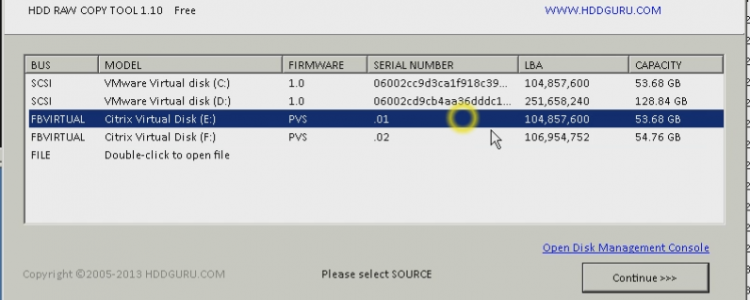 HDD RAW COPY TOOL 1.10 Free WWW.HDDGURU.COM
BUS MODEL FIRMWARE SERIAL NUMBER LBA CAPACITY
SCSI VMware Virtual disk (C:) 1.0 06002cc9d3ca1f918c39... 104,857,600 53.68 GB
SCSI VMware Virtual disk (D:) 1.0 06002cd9cb4aa36dddc1... 251,658,240 128.84 GB
FBVIRTUAL Citrix Virtual Disk (E:) PVS .01 104,857,600 53.68 GB
FBVIRTUAL Citrix Virtual Disk (F:) PVS .02 106,954,752 54.76 GB
FILE Double-click to open file
Open Disk Management Console
Copyright ©2005-2013 HDDGURU.COM Please select SOURCE Continue >>>